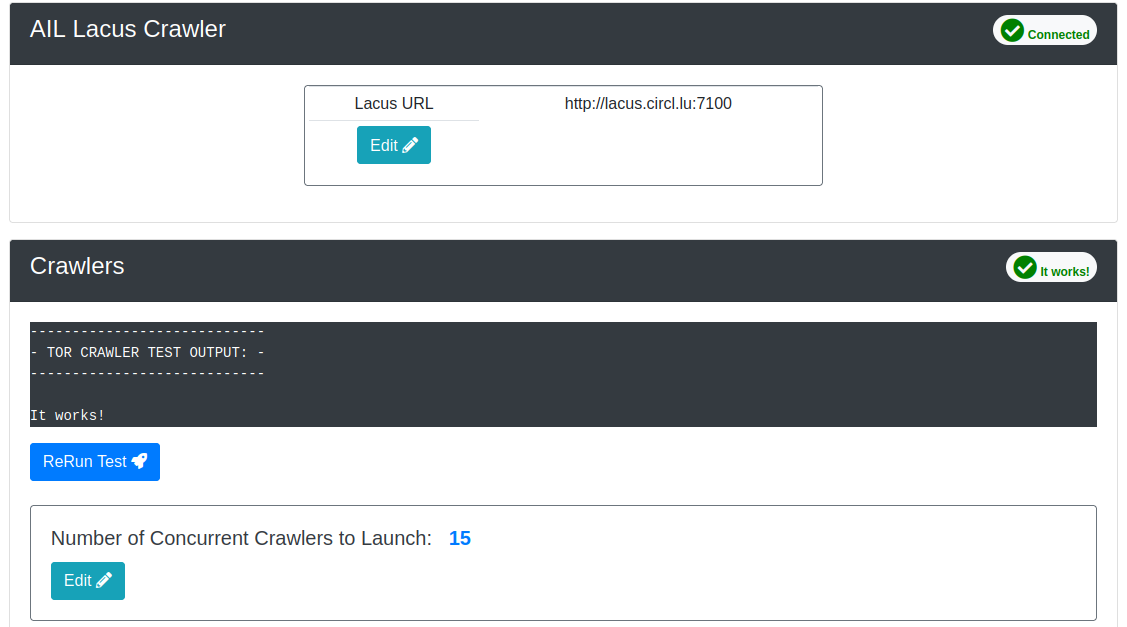 AIL Lacus Crawler
Connected
Lacus URL http://lacus.circl.lu:7100
Edit
Crawlers
It works!
----------------------------
- TOR CRAWLER TEST OUTPUT: -
----------------------------
It works!
ReRun Test
Number of Concurrent Crawlers to Launch: 15
Edit